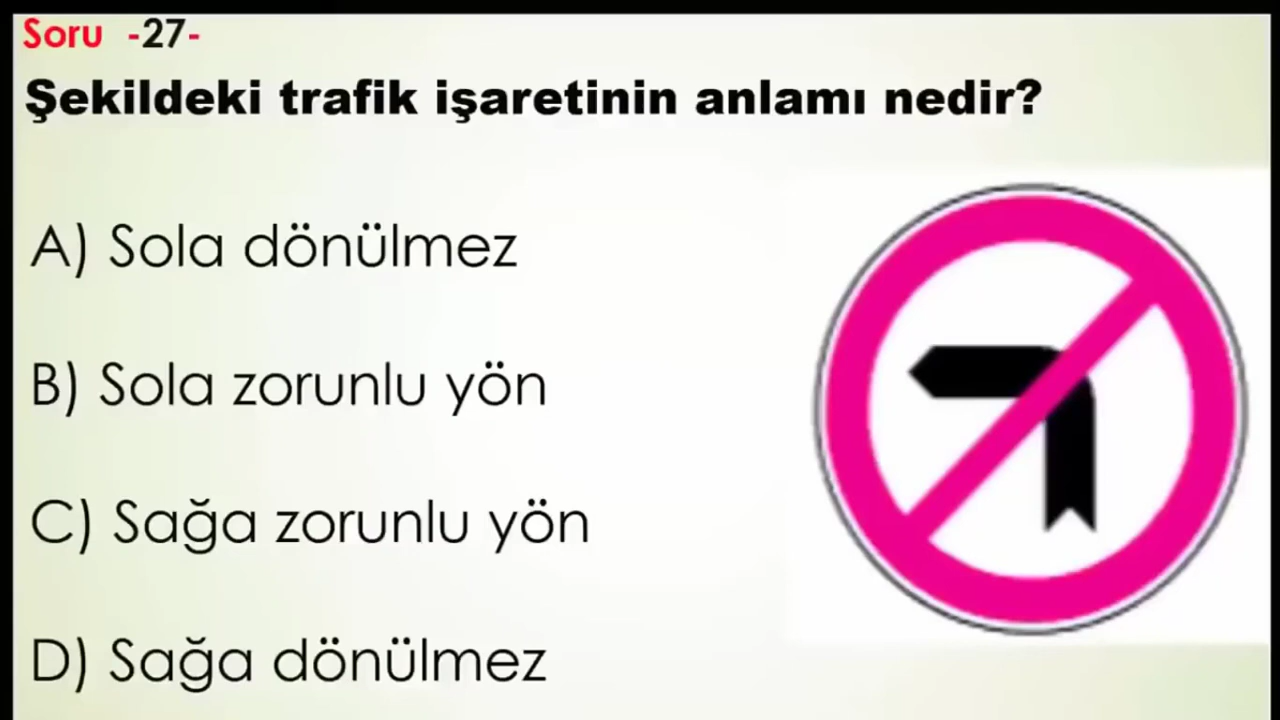 Soru -27-
Şekildeki trafik işaretinin anlamı nedir?
A) Sola dönülmez
B) Sola zorunlu yön
C) Sağa zorunlu yön
D) Sağa dönülmez